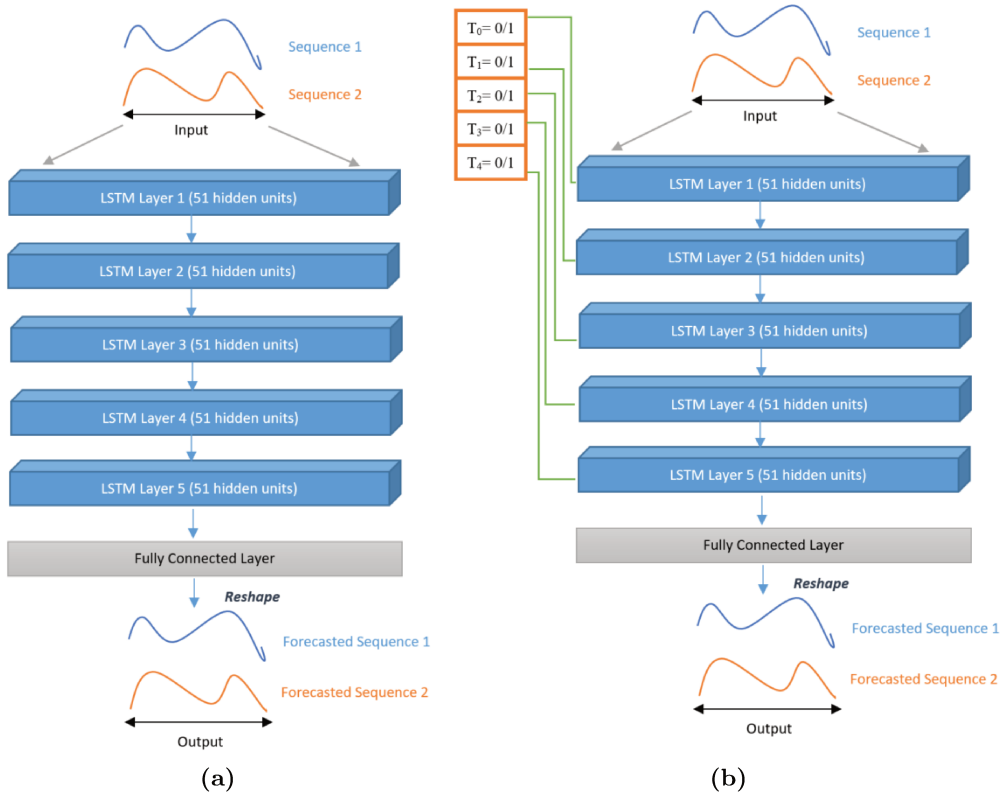 Sequence 1
Sequence 2
Input
LSTM Layer 1 (51 hidden units)
LSTM Layer 2 (51 hidden units)
LSTM Layer 3 (51 hidden units)
LSTM Layer 4 (51 hidden units)
LSTM Layer 5 (51 hidden units)
Fully Connected Layer
Reshape
Forecasted Sequence 1
Forecasted Sequence 2
Output
(a)
T₀= 0/1
T₁= 0/1
T₂= 0/1
T₃= 0/1
T₄= 0/1
Sequence 1
Sequence 2
Input
LSTM Layer 1 (51 hidden units)
LSTM Layer 2 (51 hidden units)
LSTM Layer 3 (51 hidden units)
LSTM Layer 4 (51 hidden units)
LSTM Layer 5 (51 hidden units)
Fully Connected Layer
Reshape
Forecasted Sequence 1
Forecasted Sequence 2
Output
(b)